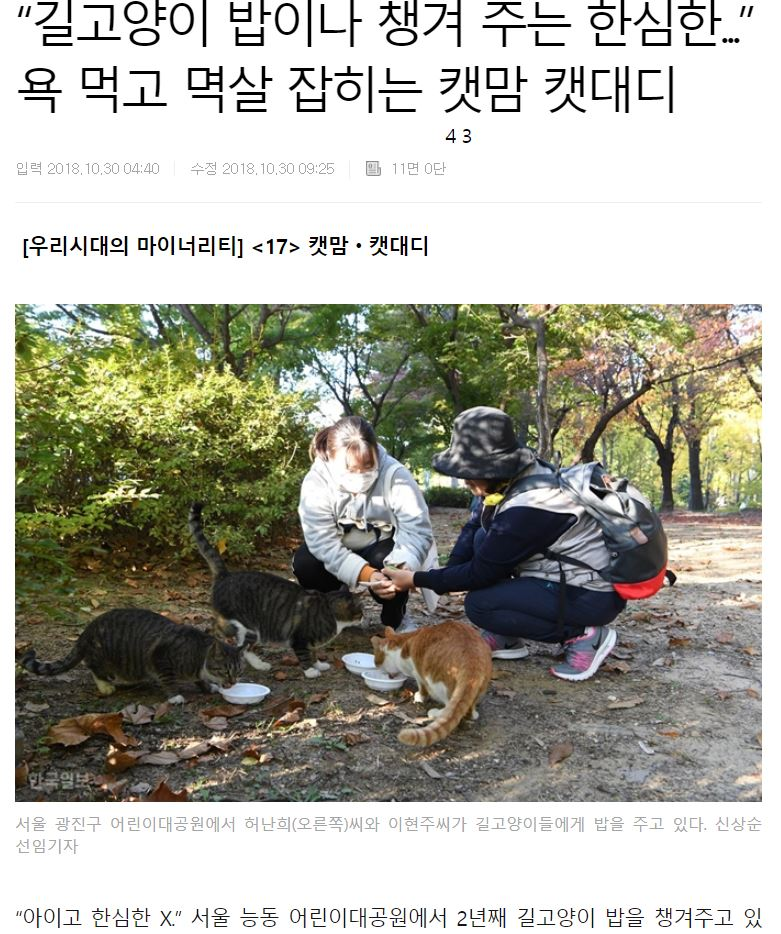 “길고양이 밥이나 챙겨 주는 한심한…”
욕 먹고 멱살 잡히는 캣맘 캣대디
4 3
입력 2018.10.30 04:40 수정 2018.10.30 09:25 11면 0단
[우리시대의 마이너리티] <17> 캣맘·캣대디
한국일보
서울 광진구 어린이대공원에서 허난희(오른쪽)씨와 이현주씨가 길고양이들에게 밥을 주고 있다. 신상순
선임기자
“아이고 한심한 X.” 서울 능동 어린이대공원에서 2년째 길고양이 밥을 챙겨주고 있